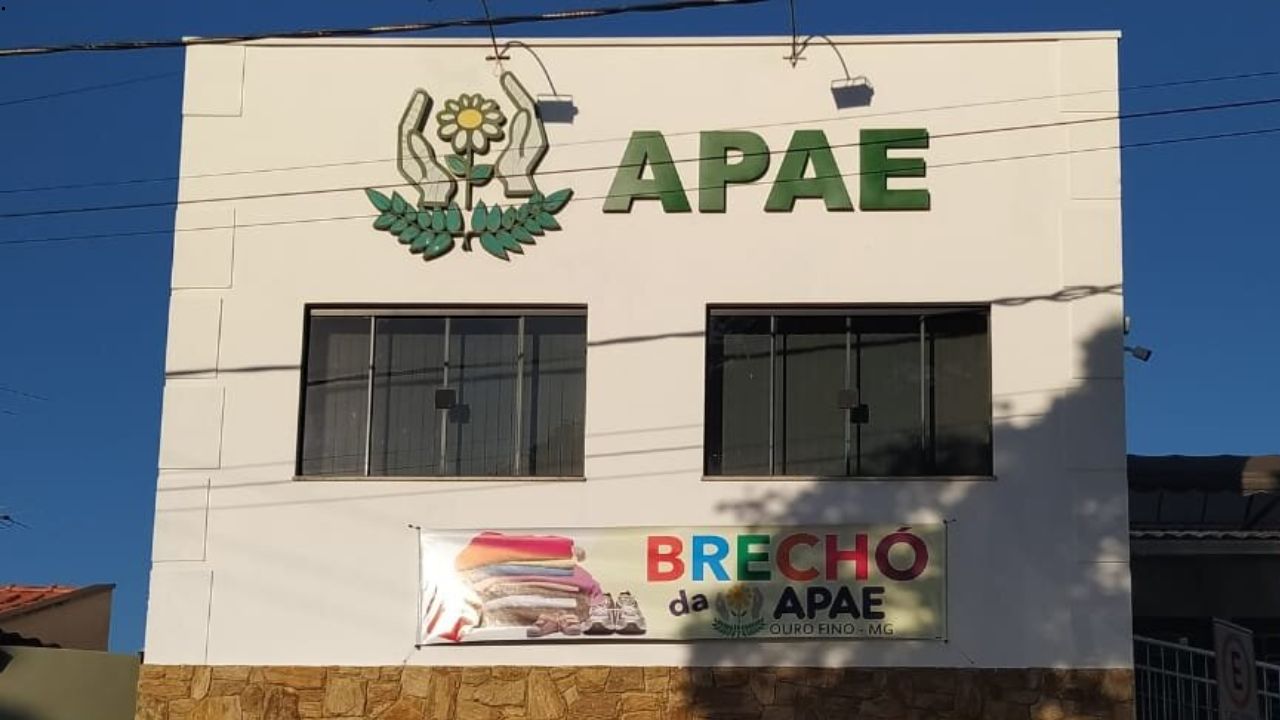 APAE
BRECHÓ
da APAE
OURO FINO - MG
E